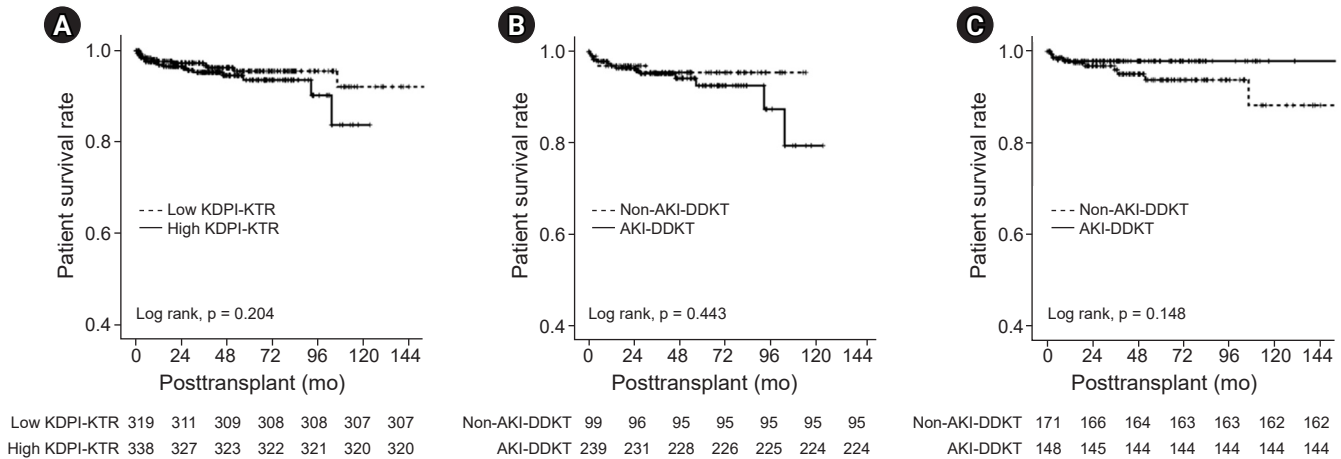 A
Patient survival rate
1.0
0.8
0.6
0.4
Low KDPI-KTR
High KDPI-KTR
Log rank, p = 0.204
0 24 48 72 96 120 144
Posttransplant (mo)
Low KDPI-KTR 319 311 309 308 308 307 307
High KDPI-KTR 338 327 323 322 321 320 320
B
Patient survival rate
1.0
0.8
0.6
0.4
Non-AKI-DDKT
AKI-DDKT
Log rank, p = 0.443
0 24 48 72 96 120 144
Posttransplant (mo)
Non-AKI-DDKT 99 96 95 95 95 95 95
AKI-DDKT 239 231 228 226 225 224 224
C
Patient survival rate
1.0
0.8
0.6
0.4
Non-AKI-DDKT
AKI-DDKT
Log rank, p = 0.148
0 24 48 72 96 120 144
Posttransplant (mo)
Non-AKI-DDKT 171 166 164 163 163 162 162
AKI-DDKT 148 145 144 144 144 144 144